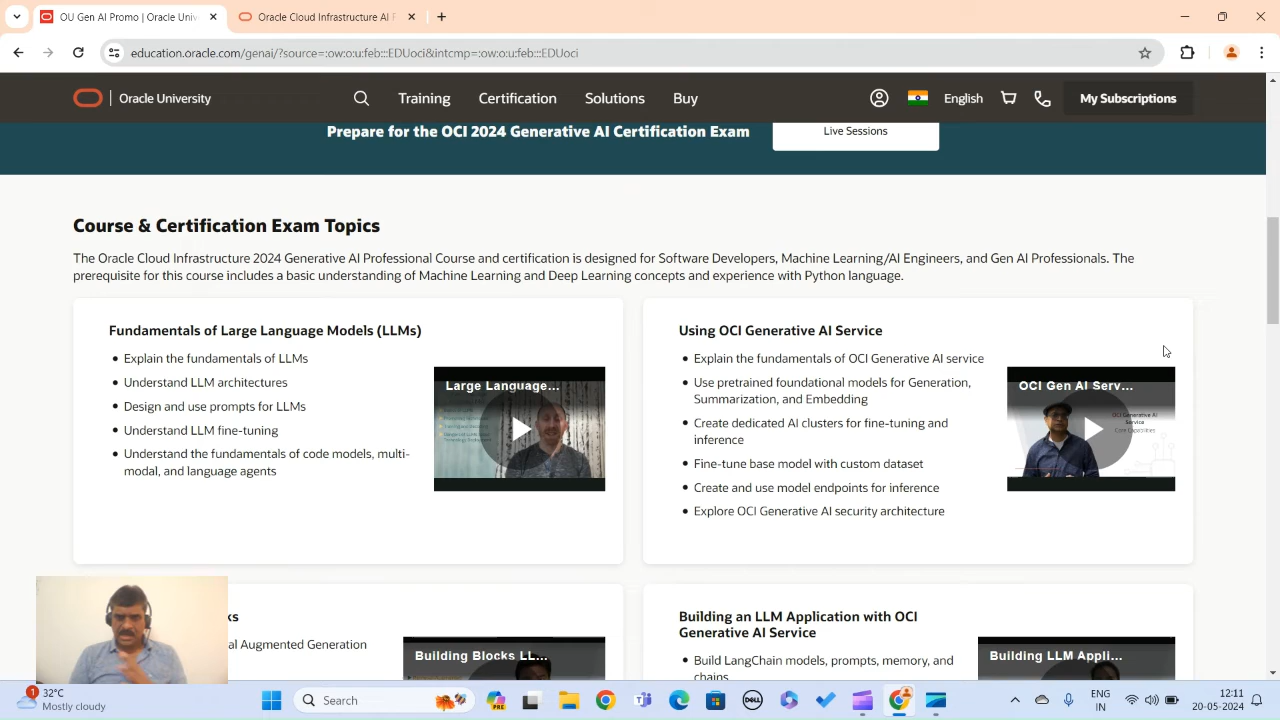 OU Gen AI Promo | Oracle Univ
Oracle Cloud Infrastructure AI F
education.oracle.com/genai/?source=:ow:o:u:feb:::EDUoci&intcmp=:ow:o:u:feb:::EDUoci
Oracle University
Training
Certification
Solutions
Buy
English
My Subscriptions
Prepare for the OCI 2024 Generative AI Certification Exam
Live Sessions
Course & Certification Exam Topics
The Oracle Cloud Infrastructure 2024 Generative AI Professional Course and certification is designed for Software Developers, Machine Learning/AI Engineers, and Gen AI Professionals. The
prerequisite for this course includes a basic understanding of Machine Learning and Deep Learning concepts and experience with Python language.
Fundamentals of Large Language Models (LLMs)
• Explain the fundamentals of LLMs
• Understand LLM architectures
• Design and use prompts for LLMs
• Understand LLM fine-tuning
• Understand the fundamentals of code models, multi-
modal, and language agents
Large Language...
Using OCI Generative AI Service
• Explain the fundamentals of OCI Generative AI service
• Use pretrained foundational models for Generation,
Summarization, and Embedding
• Create dedicated AI clusters for fine-tuning and
inference
• Fine-tune base model with custom dataset
• Create and use model endpoints for inference
• Explore OCI Generative AI security architecture
OCI Gen AI Serv...
OCI Generative AI
Service
Core Capabilities
ks
al Augmented Generation
Building Blocks LL...
Building an LLM Application with OCI
Generative AI Service
• Build LangChain models, prompts, memory, and
chains
Building LLM Appli...
1
32°C
Mostly cloudy
Search
PRE
DELL
ENG
IN
12:11
20-05-2024